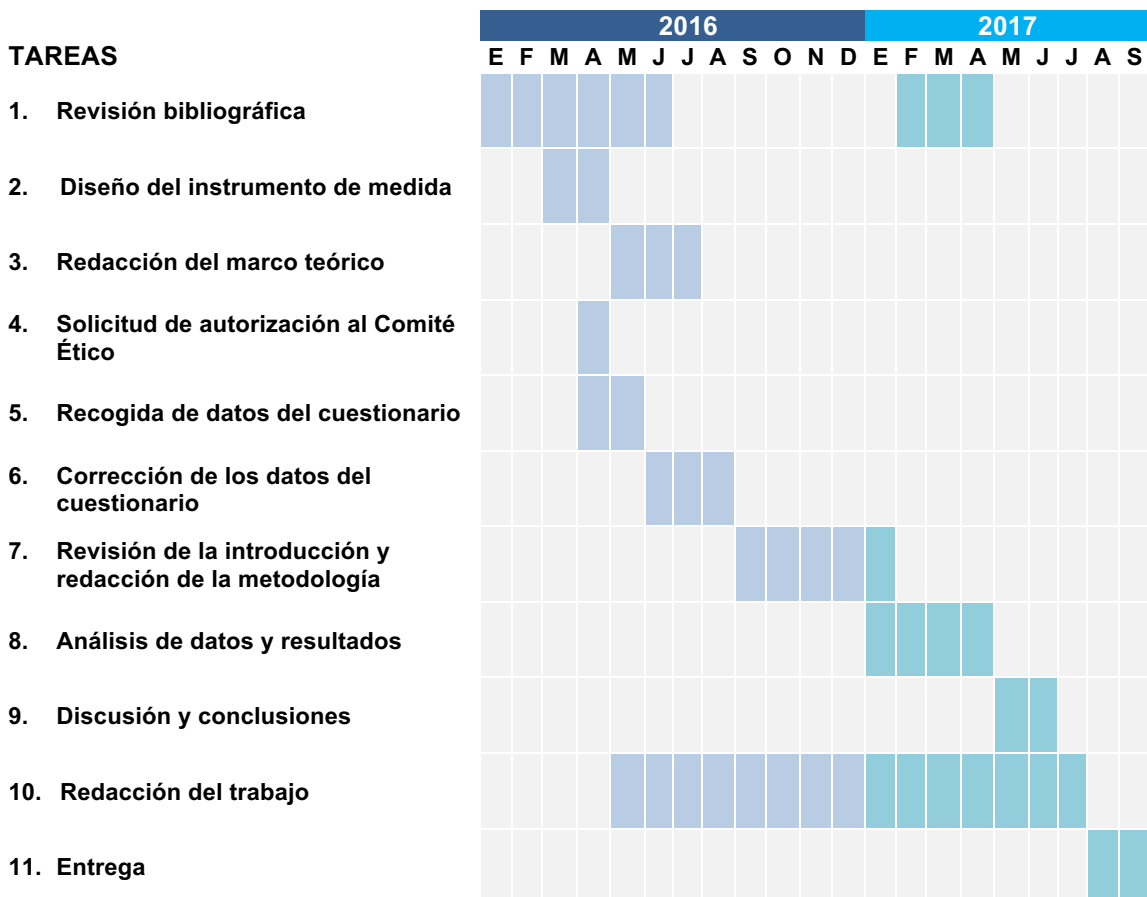 2016 2017
TAREAS E F M A M J J A S O N D E F M A M J J A S
1. Revisión bibliográfica
2. Diseño del instrumento de medida
3. Redacción del marco teórico
4. Solicitud de autorización al Comité
Ético
5. Recogida de datos del cuestionario
6. Corrección de los datos del
cuestionario
7. Revisión de la introducción y
redacción de la metodología
8. Análisis de datos y resultados
9. Discusión y conclusiones
10. Redacción del trabajo
11. Entrega